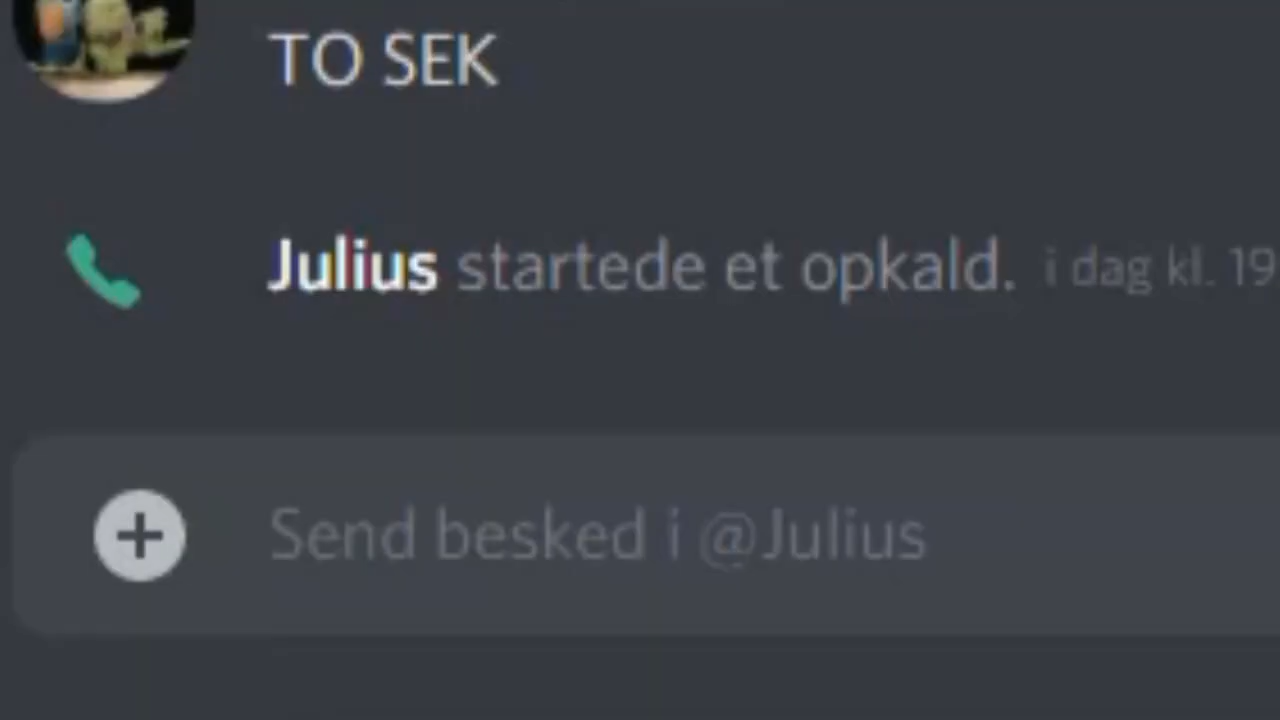 TO SEK
Julius startede et opkald. i dag kl. 19
Send besked i @Julius